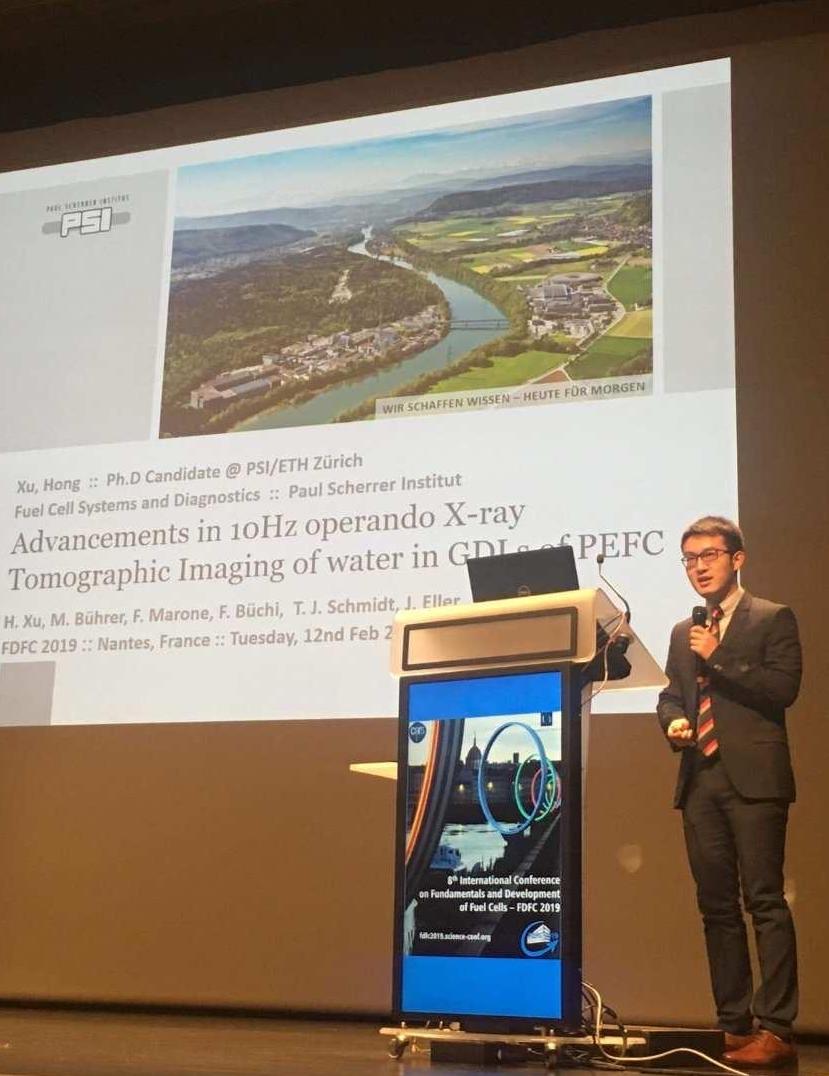 PAUL SCHERRER INSTITUT
PSI
WIR SCHAFFEN WISSEN – HEUTE FÜR MORGEN
Xu, Hong :: Ph.D Candidate @ PSI/ETH Zürich
Fuel Cell Systems and Diagnostics :: Paul Scherrer Institut
Advancements in 10Hz operando X-ray
Tomographic Imaging of water in GDLs of PEFC
H. Xu, M. Bührer, F. Marone, F. Büchi, T. J. Schmidt, J. Eller
FDFC 2019 :: Nantes, France :: Tuesday, 12nd Feb 2
DELL
cnrs
8th International Conference
on Fundamentals and Development
of Fuel Cells – FDFC 2019
fdfc2019.science-conf.org